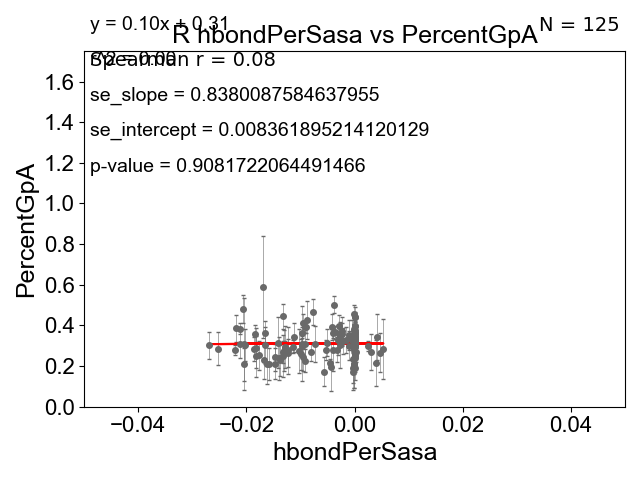 y = 0.10x + 0.31
N = 125
R hbondPerSasa vs PercentGpA
Spearman r = 0.08
se_slope = 0.8380087584637955
se_intercept = 0.008361895214120129
p-value = 0.9081722064491466
PercentGpA
1.6
1.4
1.2
1.0
0.8
0.6
0.4
0.2
0.0
−0.04 −0.02 0.00 0.02 0.04
hbondPerSasa